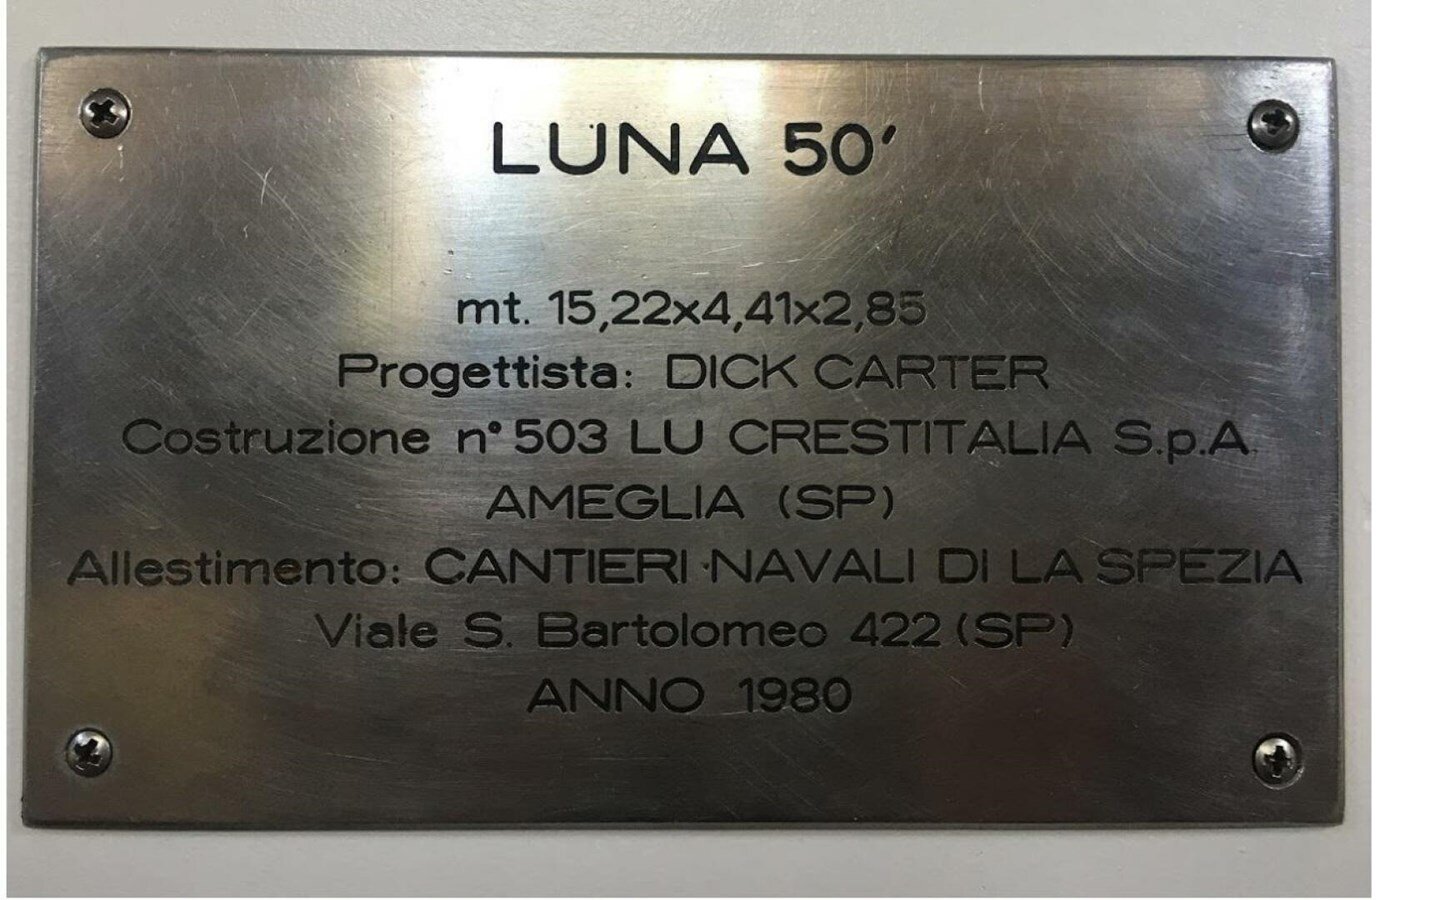 LUNA 50'
mt. 15,22x4,41x2,85
Progettista: DICK CARTER
Costruzione n° 503 LU CRESTITALIA S.p.A.
AMEGLIA (SP)
Allestimento: CANTIERI NAVALI DI LA SPEZIA
Viale S. Bartolomeo 422 (SP)
ANNO 1980